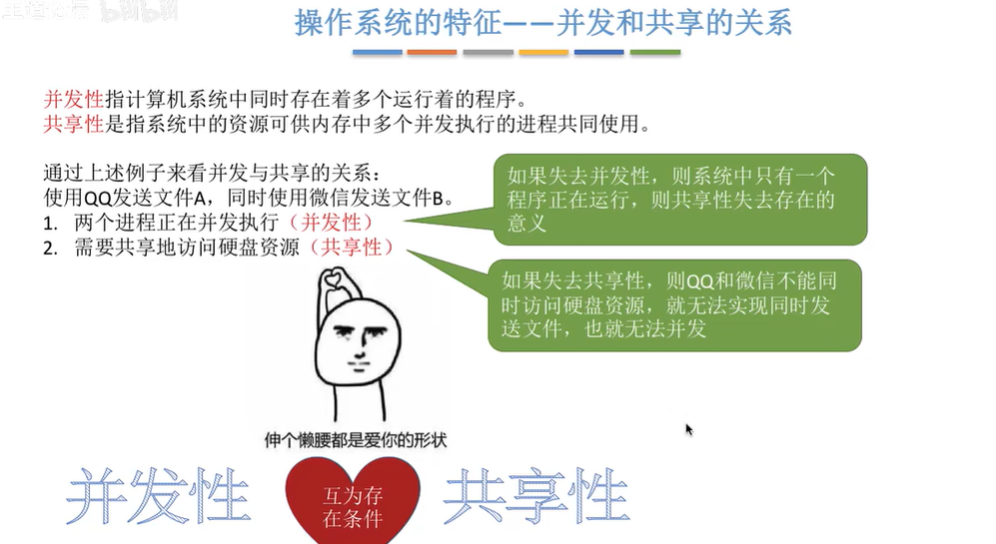 操作系统的特征——并发和共享的关系
并发性指计算机系统中同时存在着多个运行着的程序。
共享性是指系统中的资源可供内存中多个并发执行的进程共同使用。
通过上述例子来看并发与共享的关系：
使用QQ发送文件A，同时使用微信发送文件B。
1. 两个进程正在并发执行（并发性）
2. 需要共享地访问硬盘资源（共享性）
如果失去并发性，则系统中只有一个
程序正在运行，则共享性失去存在的
意义
如果失去共享性，则QQ和微信不能同
时访问硬盘资源，就无法实现同时发
送文件，也就无法并发
伸个懒腰都是爱你的形状
并发性
互为存
在条件
共享性